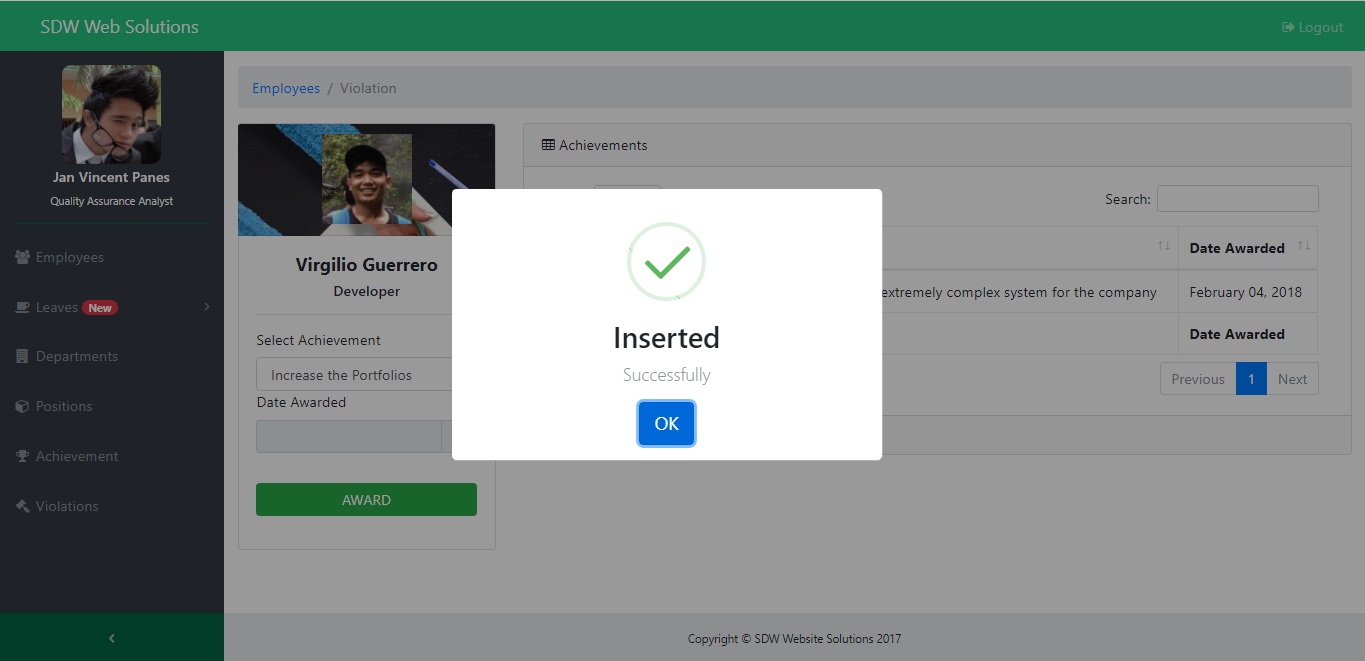 SDW Web Solutions
Logout
Jan Vincent Panes
Quality Assurance Analyst
Employees
Leaves New
Departments
Positions
Achievement
Violations
Employees / Violation
Virgilio Guerrero
Developer
Select Achievement
Increase the Portfolios
Date Awarded
AWARD
Achievements
Search:
Date Awarded
extremely complex system for the company February 04, 2018
Date Awarded
Previous 1 Next
Inserted
Successfully
OK
Copyright © SDW Website Solutions 2017